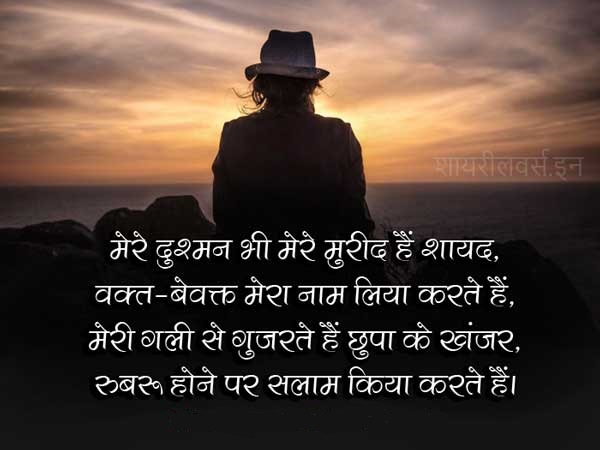 शायरीलवर्स.इन
मेरे दुश्मन भी मेरे मुरीद हैं शायद,
वक्त-बेवक्त मेरा नाम लिया करते हैं,
मेरी गली से गुजरते हैं छुपा के खंजर,
रुबरू होने पर सलाम किया करते हैं।